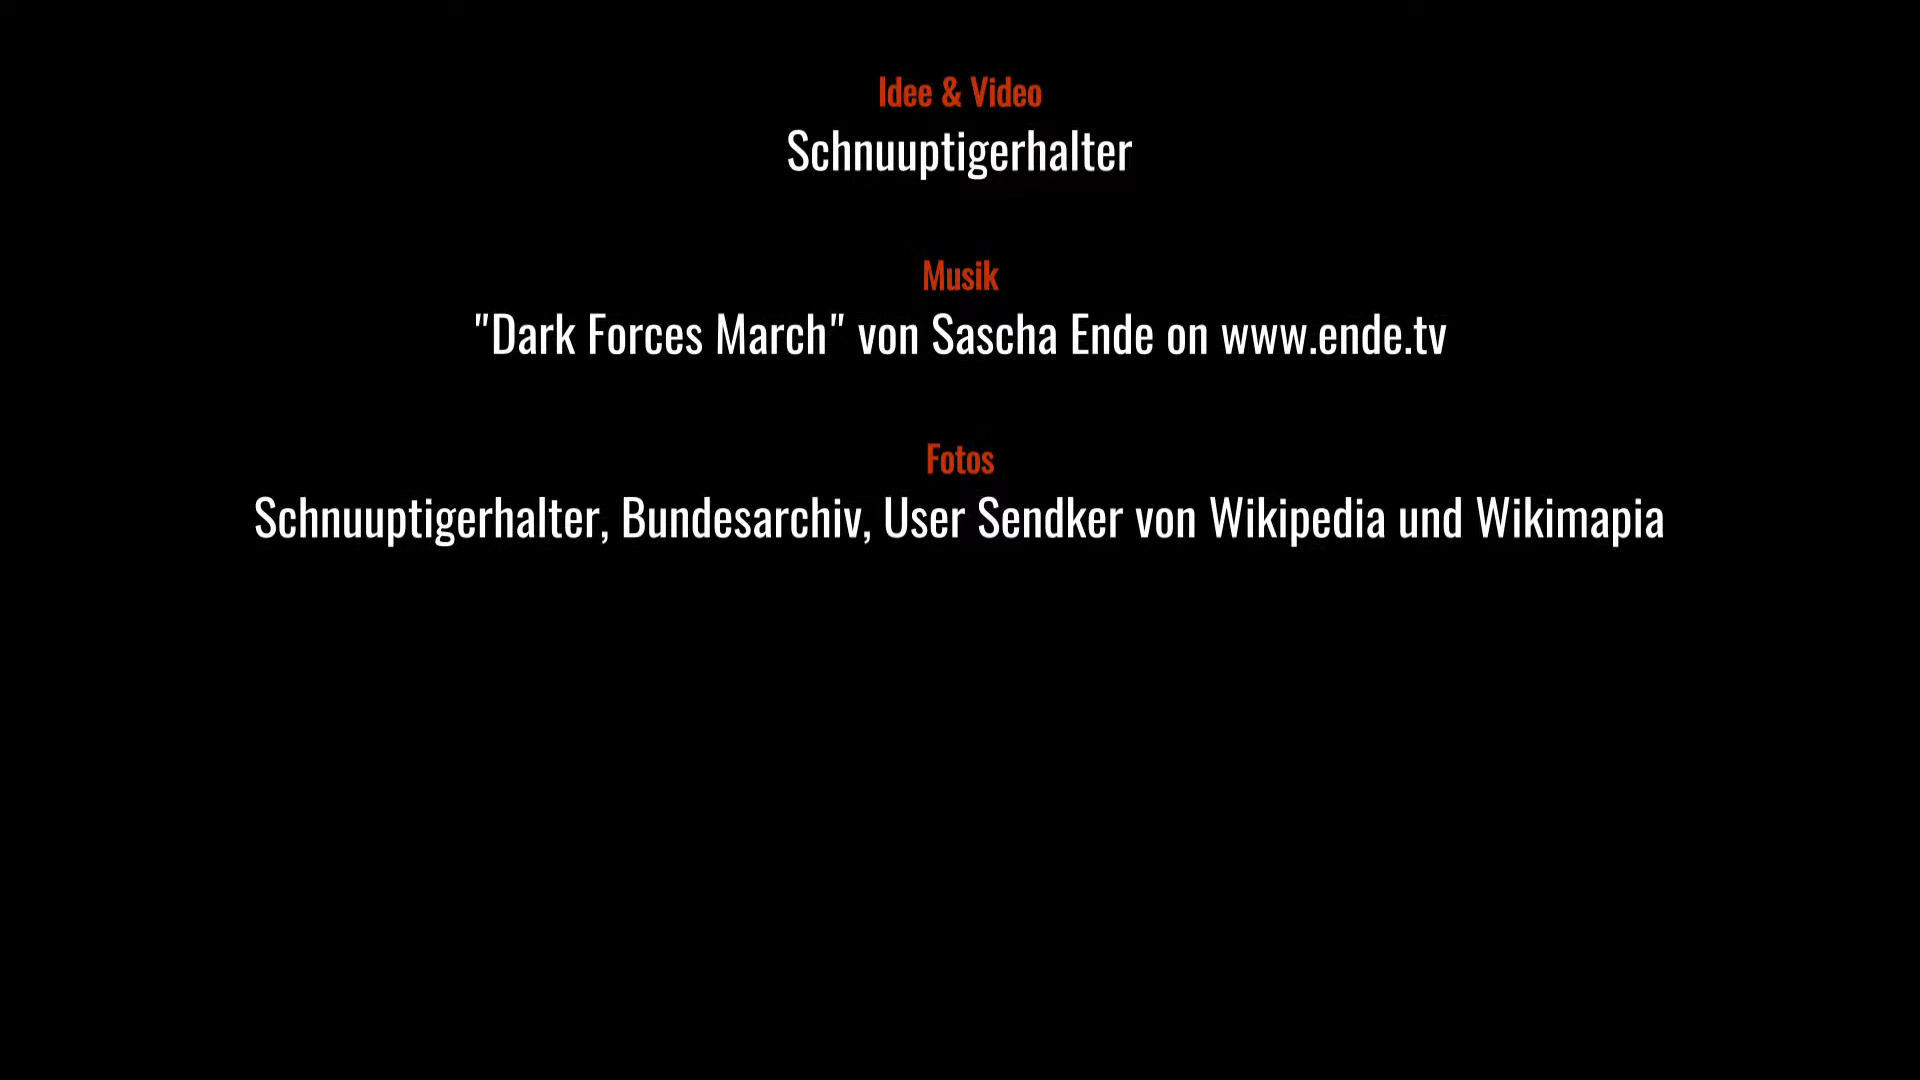 Idee & Video
Schnuuptigerhalter
Musik
"Dark Forces March" von Sascha Ende on www.ende.tv
Fotos
Schnuuptigerhalter, Bundesarchiv, User Sendker von Wikipedia und Wikimapia